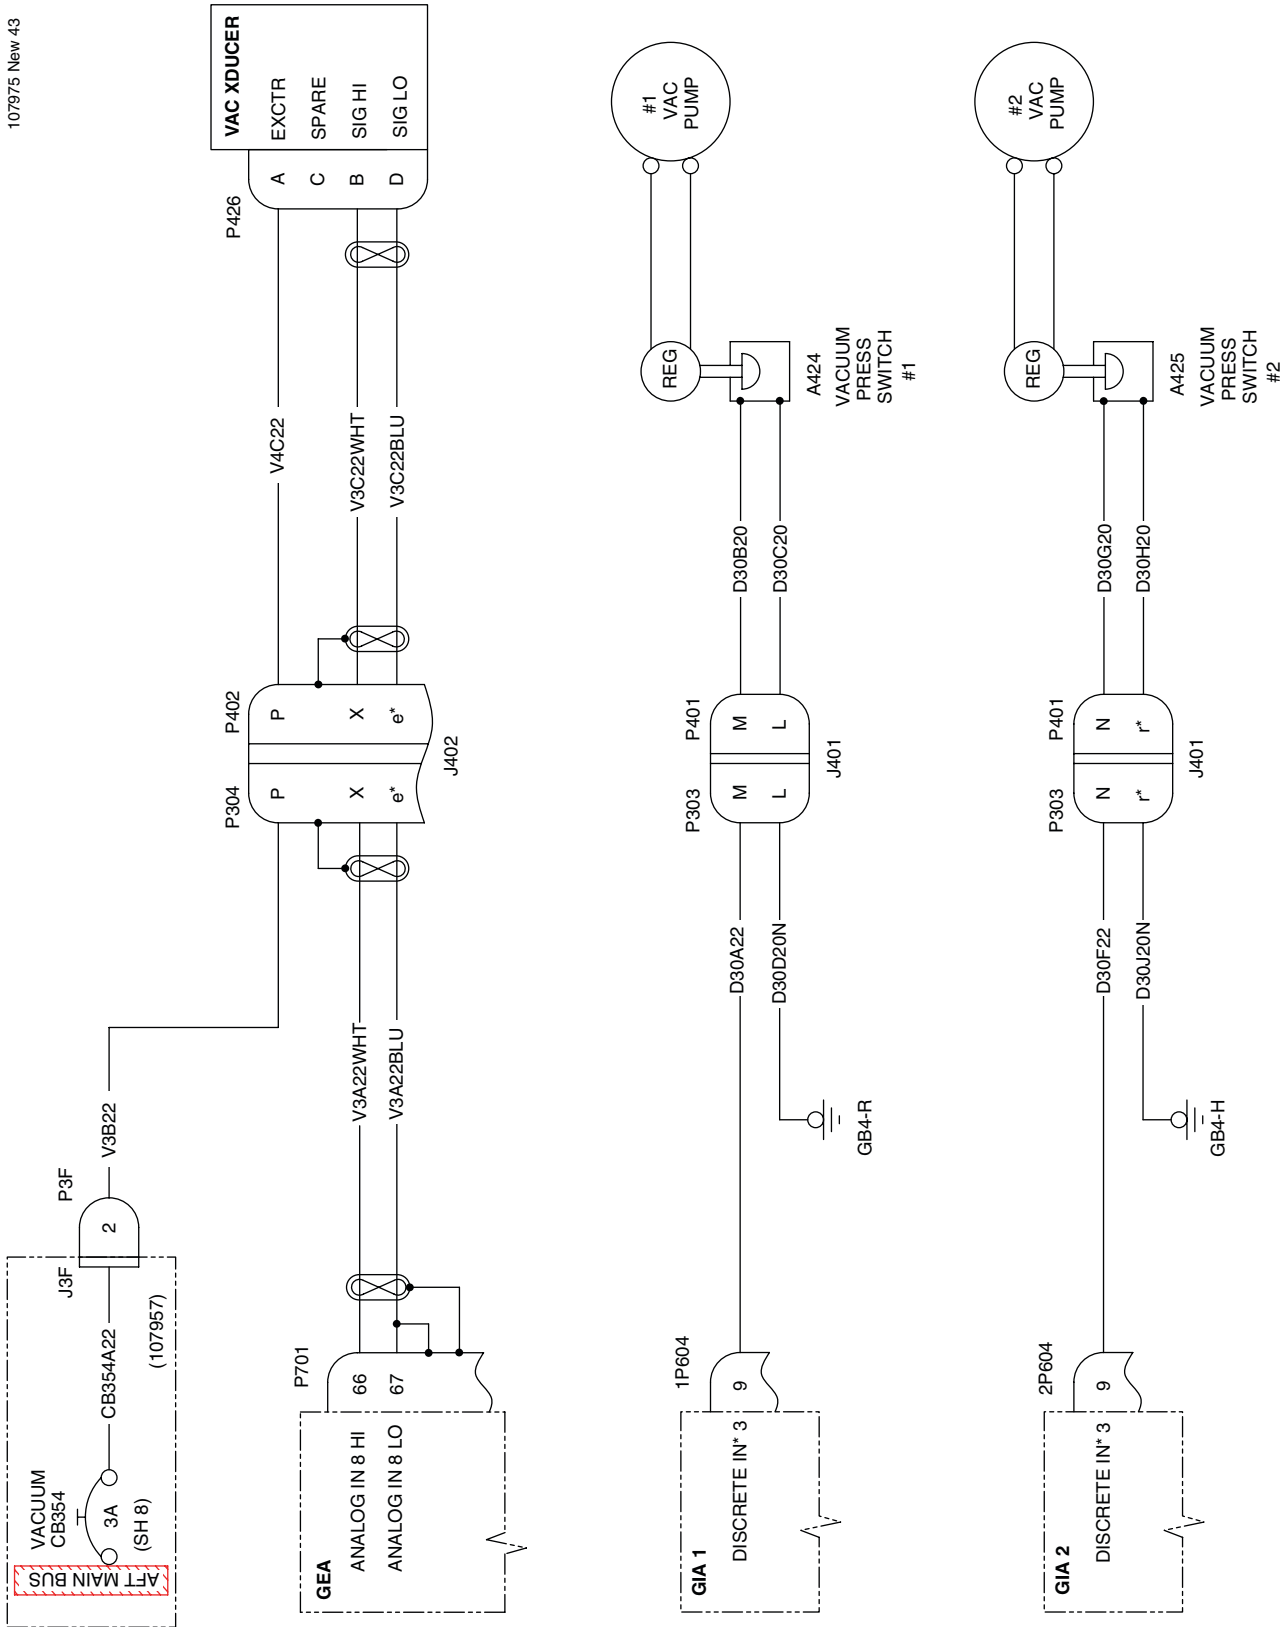 107975 New 43
VACUUM
CB354
3A
(SH 8)
AFT MAIN BUS
CB354A22
(107957)
J3F
P3F
2
V3B22
P304
P402
P
P
X
X
e*
e*
J402
V4C22
V3C22WHT
V3C22BLU
P426
A
C
B
D
VAC XDUCER
EXCTR
SPARE
SIG HI
SIG LO
GEA
ANALOG IN 8 HI
ANALOG IN 8 LO
P701
66
67
V3A22WHT
V3A22BLU
GIA 1
DISCRETE IN* 3
1P604
9
D30A22
D30D20N
GB4-R
P303
P401
M
M
L
L
J401
D30B20
D30C20
REG
A424
VACUUM
PRESS
SWITCH
#1
#1
VAC
PUMP
GIA 2
DISCRETE IN* 3
2P604
9
D30F22
D30J20N
GB4-H
P303
P401
N
N
r*
r*
J401
D30G20
D30H20
REG
A425
VACUUM
PRESS
SWITCH
#2
#2
VAC
PUMP